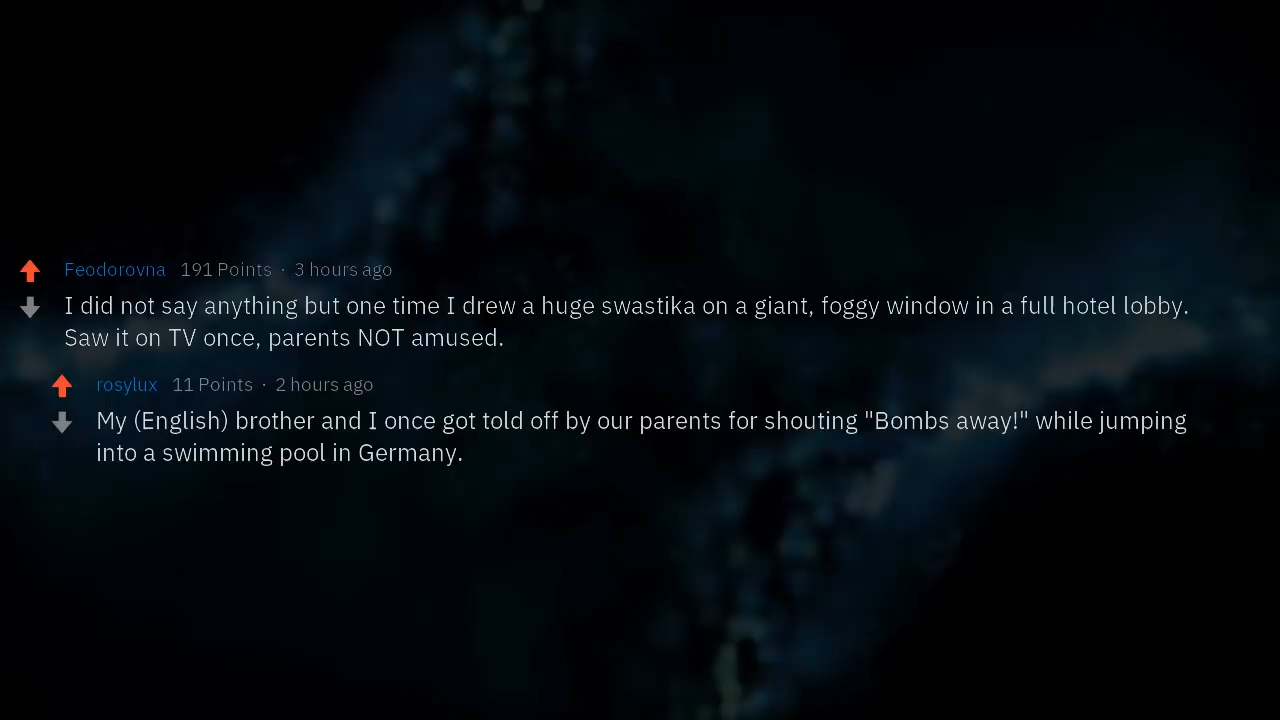 Feodorovna 191 Points · 3 hours ago
I did not say anything but one time I drew a huge swastika on a giant, foggy window in a full hotel lobby.
Saw it on TV once, parents NOT amused.
rosylux 11 Points · 2 hours ago
My (English) brother and I once got told off by our parents for shouting "Bombs away!" while jumping
into a swimming pool in Germany.